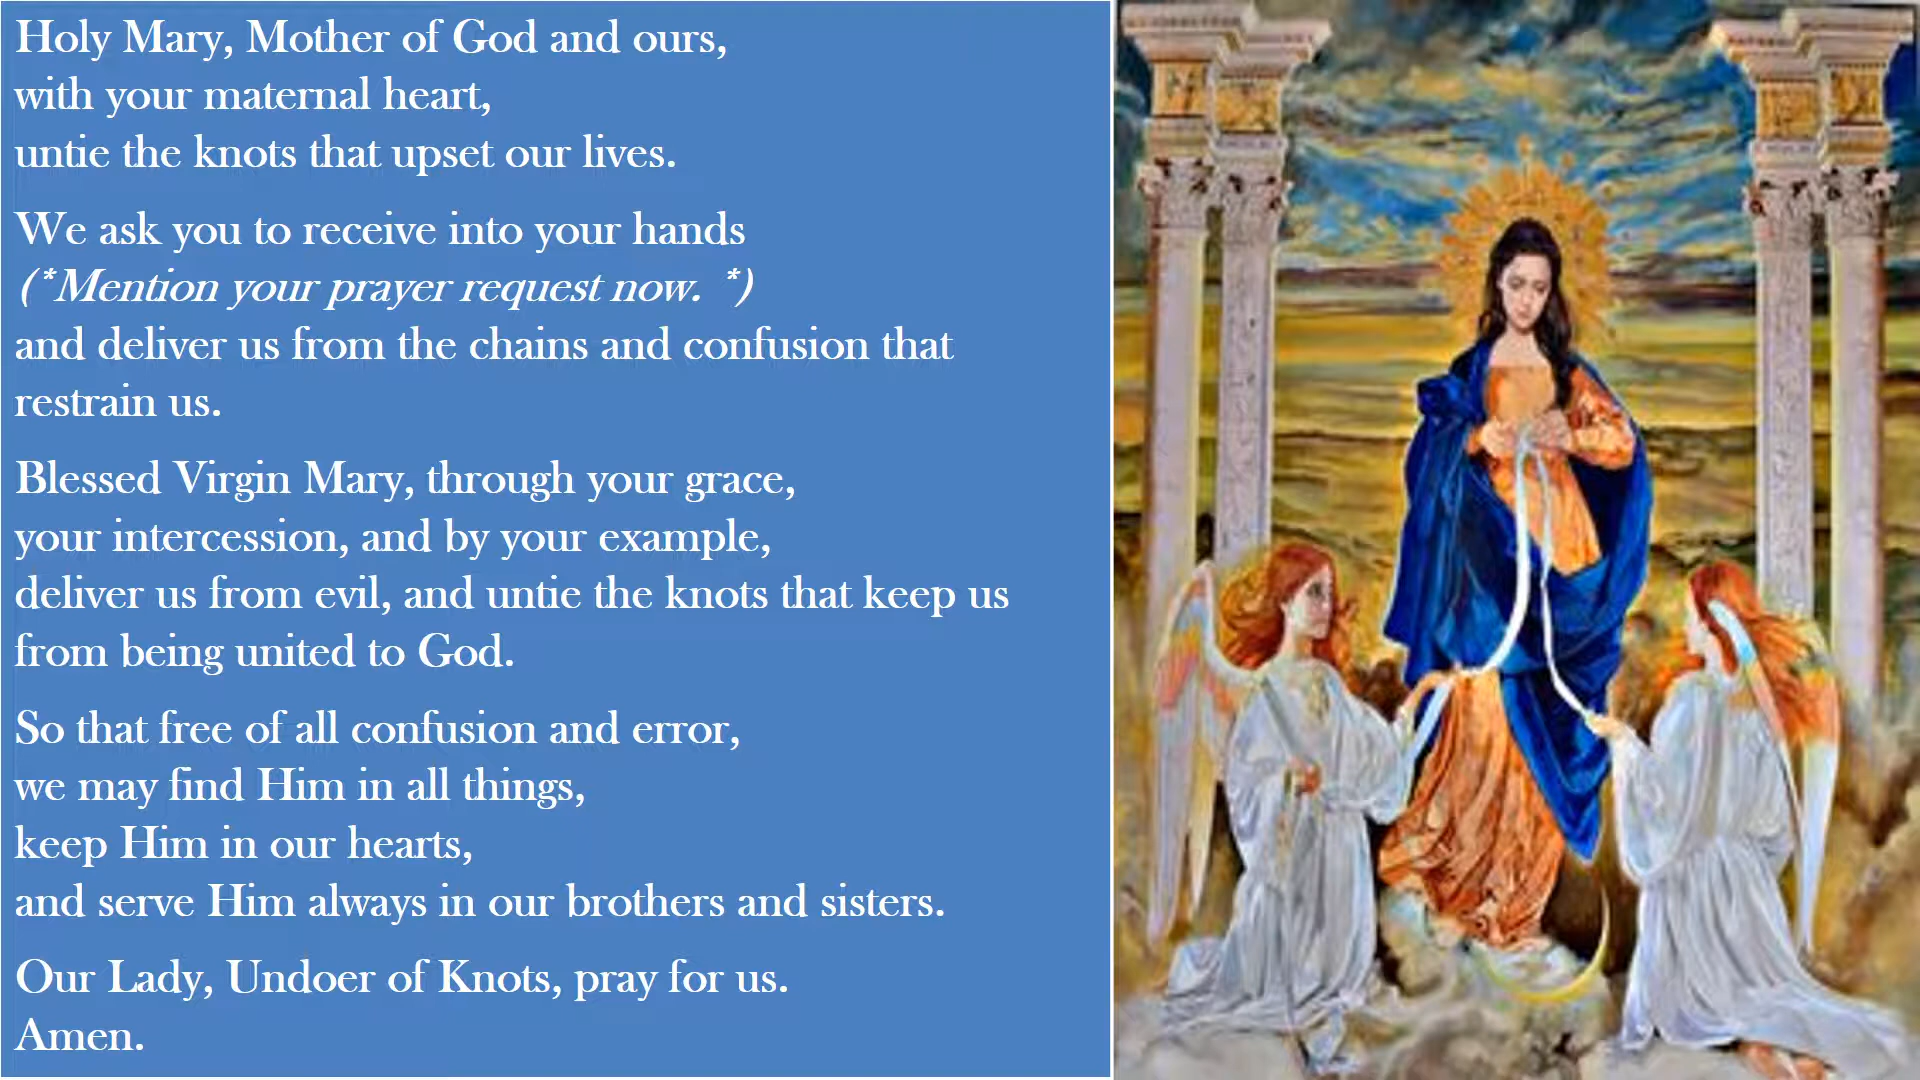 Holy Mary, Mother of God and ours,
with your maternal heart,
untie the knots that upset our lives.
We ask you to receive into your hands
(*Mention your prayer request now. *)
and deliver us from the chains and confusion that
restrain us.
Blessed Virgin Mary, through your grace,
your intercession, and by your example,
deliver us from evil, and untie the knots that keep us
from being united to God.
So that free of all confusion and error,
we may find Him in all things,
keep Him in our hearts,
and serve Him always in our brothers and sisters.
Our Lady, Undoer of Knots, pray for us.
Amen.